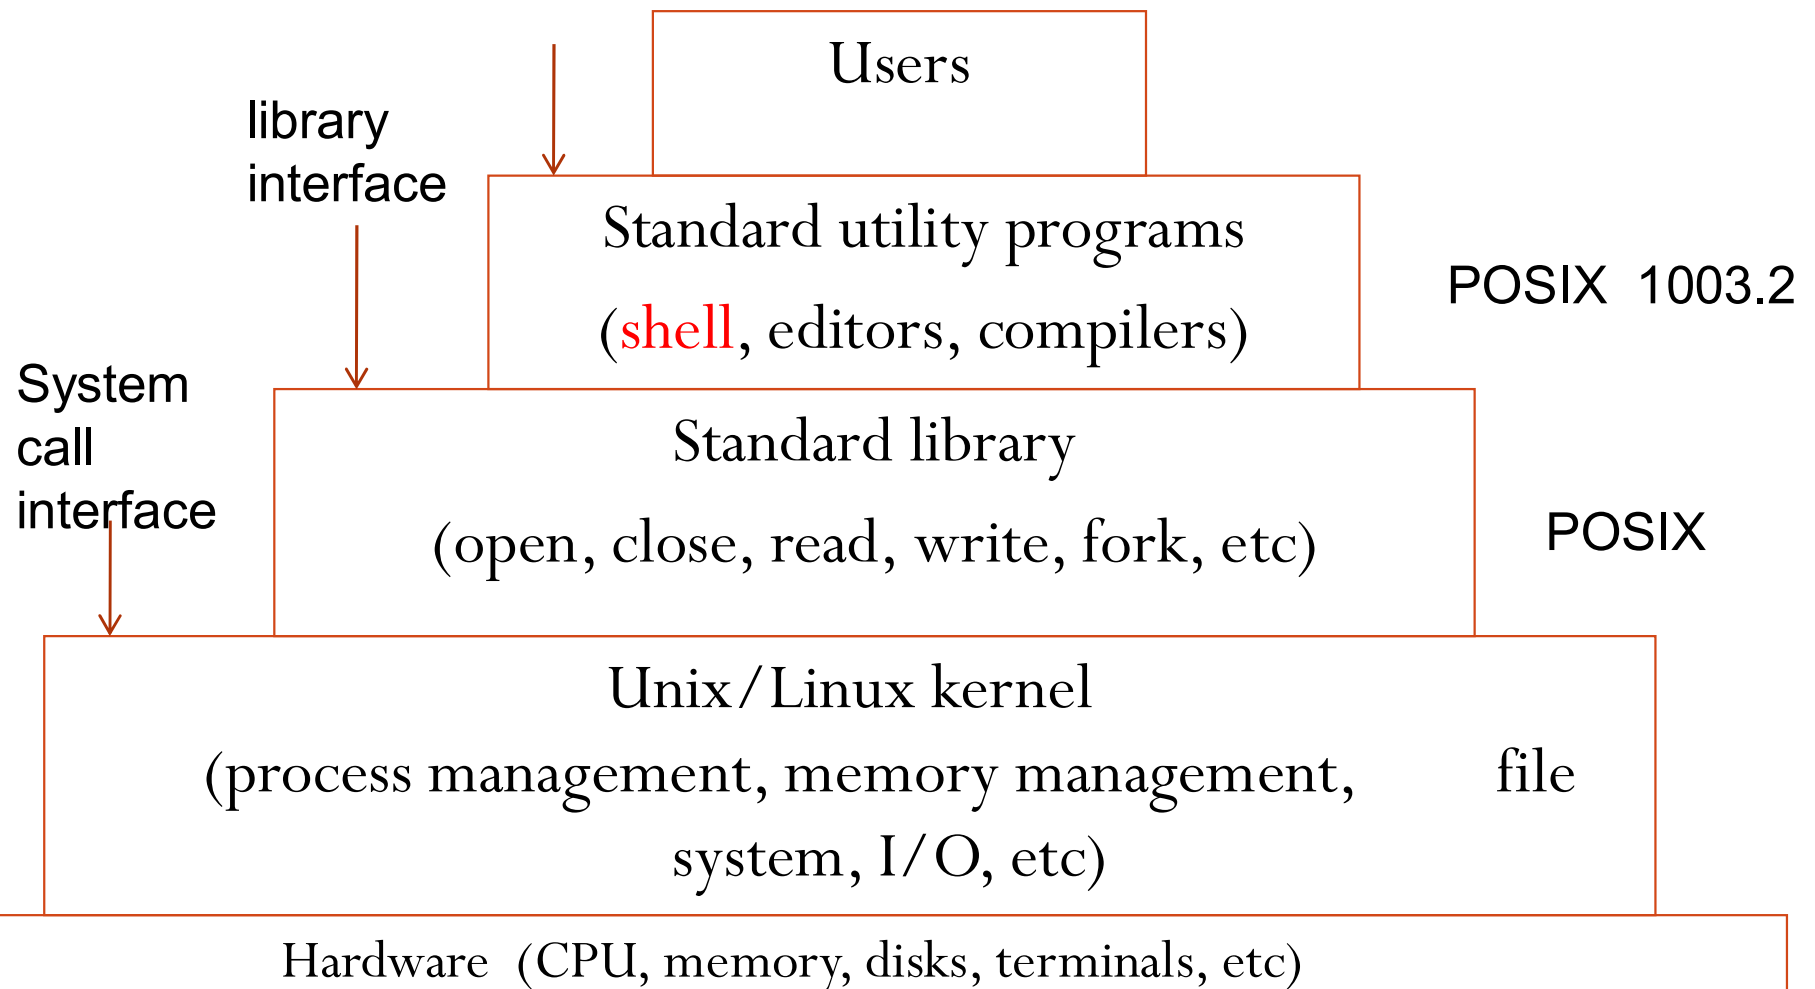 Users
library
interface
Standard utility programs
(shell, editors, compilers)
POSIX 1003.2
System
call
interface
Standard library
(open, close, read, write, fork, etc)
POSIX
Unix/Linux kernel
(process management, memory management, file
system, I/O, etc)
Hardware (CPU, memory, disks, terminals, etc)